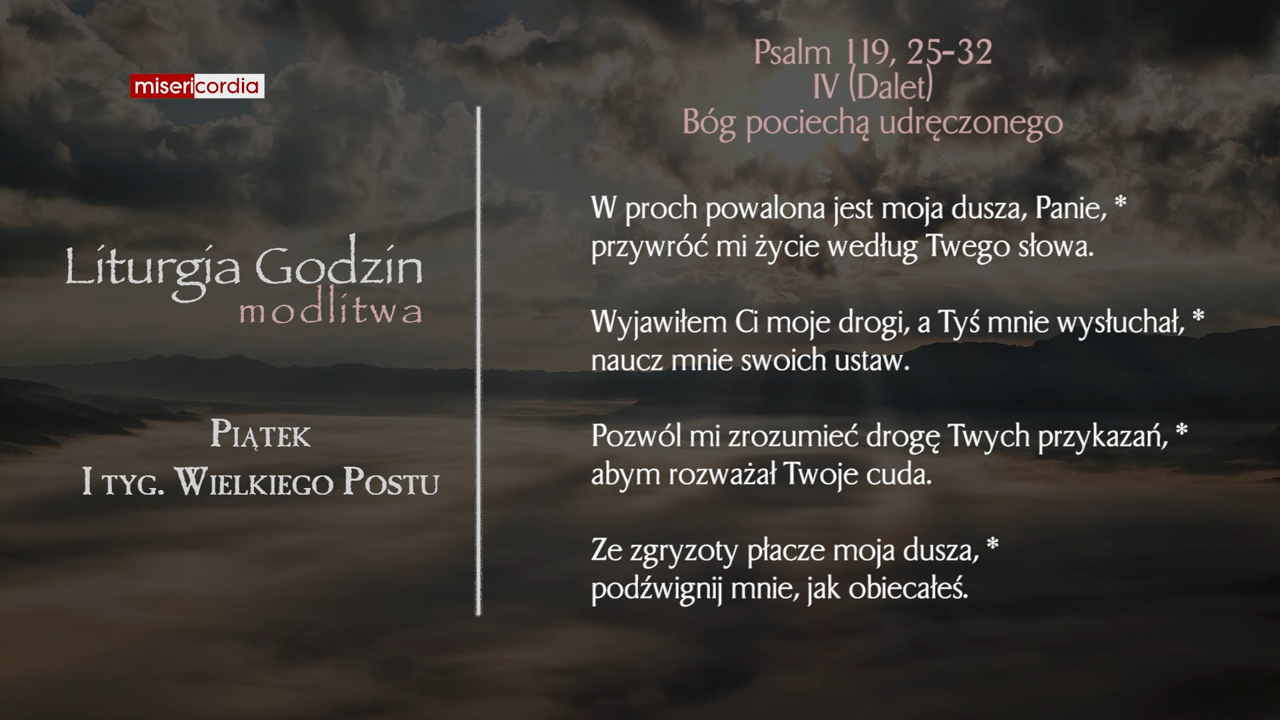 misericordia
Liturgia Godzin
modlitwa
Piątek
I tyg. Wielkiego Postu
Psalm 119, 25-32
IV (Dalet)
Bóg pociechą udręczonego
W proch powalona jest moja dusza, Panie, *
przywróć mi życie według Twego słowa.
Wyjawiłem Ci moje drogi, a Tyś mnie wysłuchał, *
naucz mnie swoich ustaw.
Pozwól mi zrozumieć drogę Twych przykazań, *
abym rozważał Twoje cuda.
Ze zgryzoty płacze moja dusza, *
podźwignij mnie, jak obiecałeś.